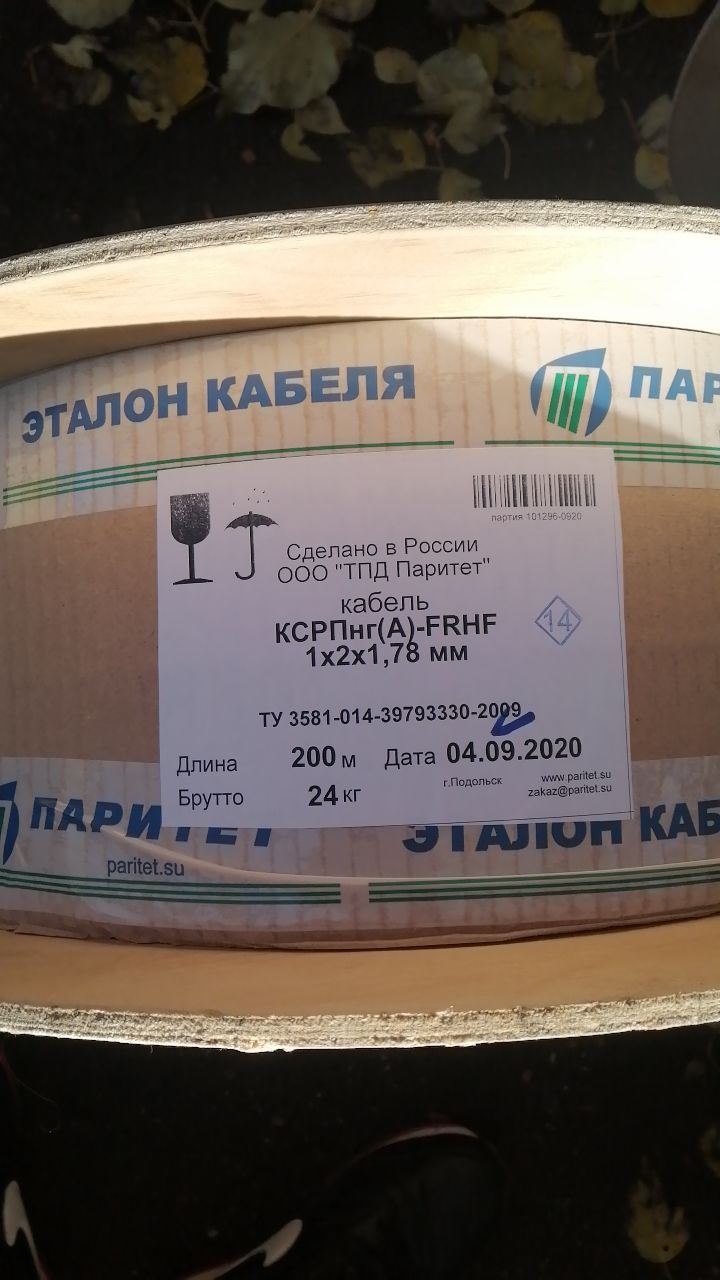 ЭТАЛОН КАБЕЛЯ
ПАР
партия 101296-0920
Сделано в России
ООО "ТПД Паритет"
кабель
КСРПнг(А)-FRHF
14
1х2х1,78 мм
ТУ 3581-014-39793330-2009
Длина 200 м Дата 04.09.2020
Брутто 24 кг г.Подольск www.paritet.su
zakaz@paritet.su
ПАРИТЕТ
ЭТАЛОН КАБ
paritet.su